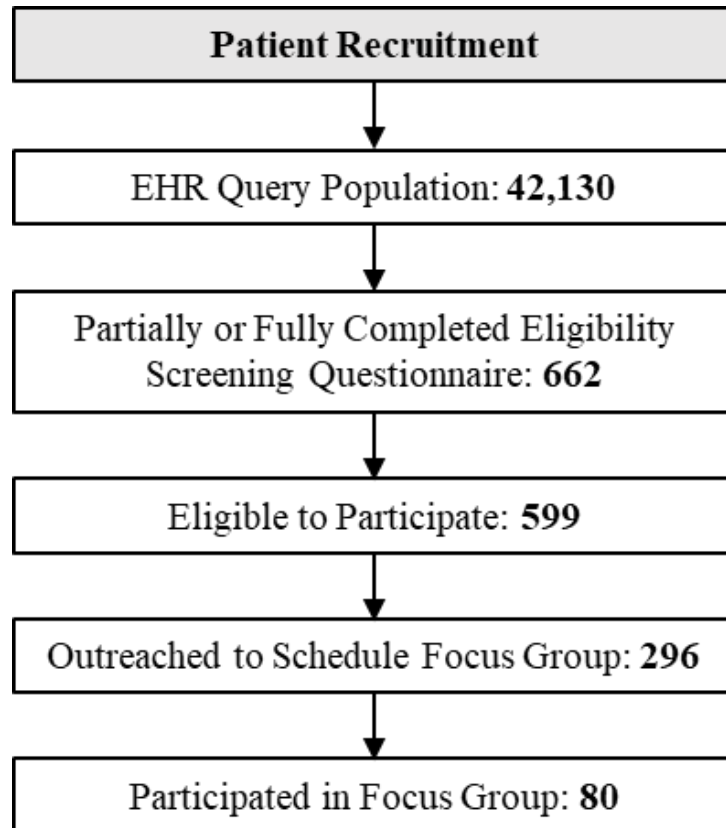 Patient Recruitment
EHR Query Population: 42,130
Partially or Fully Completed Eligibility
Screening Questionnaire: 662
Eligible to Participate: 599
Outreached to Schedule Focus Group: 296
Participated in Focus Group: 80